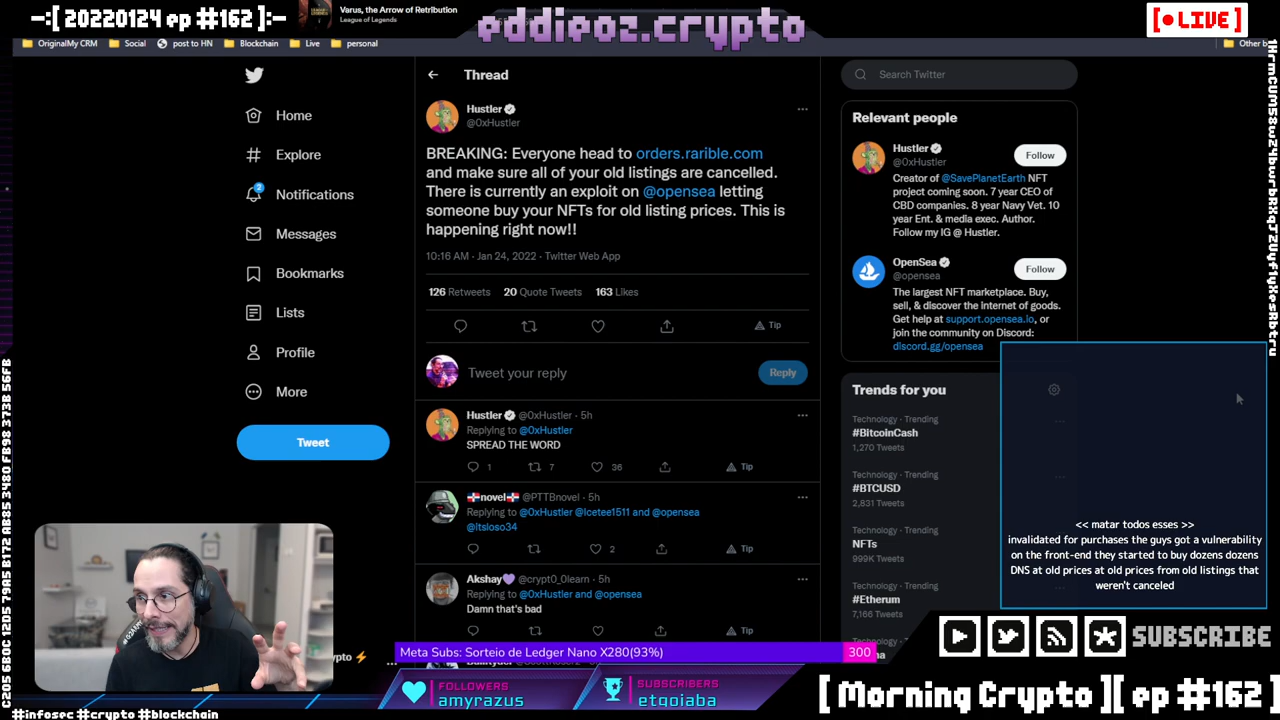 -:[ 20220124 ep #162 ]:-
Varus, the Arrow of Retribution
League of Legends
eddieoz.crypto
[ • LIVE ]
OriginalMy CRM
Social
post to HN
Blockchain
Live
personal
Other b
Home
Explore
2
Notifications
Messages
Bookmarks
Lists
Profile
More
Tweet
Thread
Hustler
@0xHustler
BREAKING: Everyone head to orders.rarible.com
and make sure all of your old listings are cancelled.
There is currently an exploit on @opensea letting
someone buy your NFTs for old listing prices. This is
happening right now!!
10:16 AM · Jan 24, 2022 · Twitter Web App
126 Retweets 20 Quote Tweets 163 Likes
Tip
Tweet your reply
Reply
Hustler @0xHustler · 5h
Replying to @0xHustler
SPREAD THE WORD
1 7 36 Tip
novel @PTTBnovel · 5h
Replying to @0xHustler @Icetee1511 and @opensea
@itsloso34
2 Tip
Akshay @crypt0_0learn · 5h
Replying to @0xHustler and @opensea
Damn that's bad
Tip
Search Twitter
Relevant people
Hustler
@0xHustler
Follow
Creator of @SavePlanetEarth NFT
project coming soon. 7 year CEO of
CBD companies. 8 year Navy Vet. 10
year Ent. & media exec. Author.
Follow my IG @ Hustler.
OpenSea
@opensea
Follow
The largest NFT marketplace. Buy,
sell, & discover the internet of goods.
Get help at support.opensea.io, or
join the community on Discord:
discord.gg/opensea
Trends for you
Technology · Trending
#BitcoinCash
1,270 Tweets
Technology · Trending
#BTCUSD
2,831 Tweets
Technology · Trending
NFTs
999K Tweets
Technology · Trending
#Etherum
7,166 Tweets
<< matar todos esses >>
invalidated for purchases the guys got a vulnerability
on the front-end they started to buy dozens dozens
DNS at old prices at old prices from old listings that
weren't canceled
Meta Subs: Sorteio de Ledger Nano X280(93%)
300
FOLLOWERS
amyrazus
SUBSCRIBERS
etgoiaba
SUBSCRIBE
[ Morning Crypto ][ ep #162 ]
#infosec #crypto #blockchain